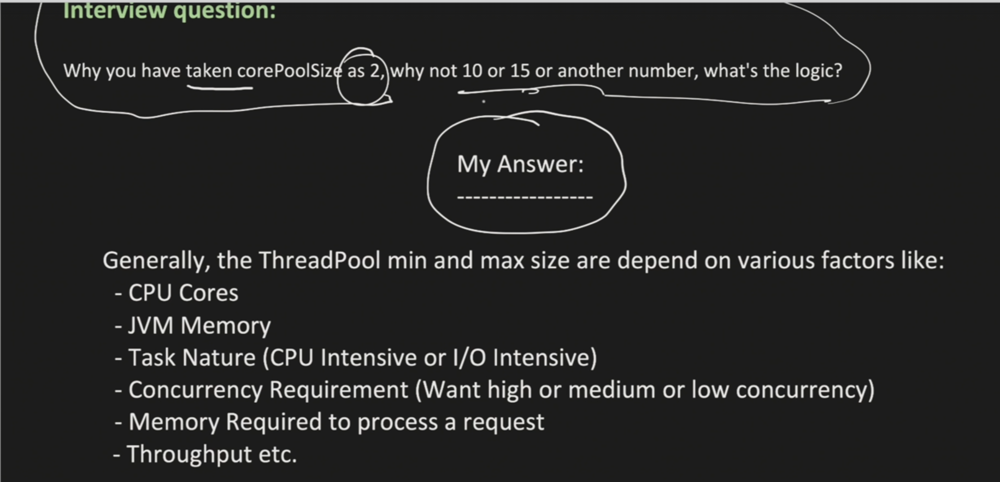 Interview question:
Why you have taken corePoolSize as 2, why not 10 or 15 or another number, what's the logic?
My Answer:
-----------------
Generally, the ThreadPool min and max size are depend on various factors like:
- CPU Cores
- JVM Memory
- Task Nature (CPU Intensive or I/O Intensive)
- Concurrency Requirement (Want high or medium or low concurrency)
- Memory Required to process a request
- Throughput etc.